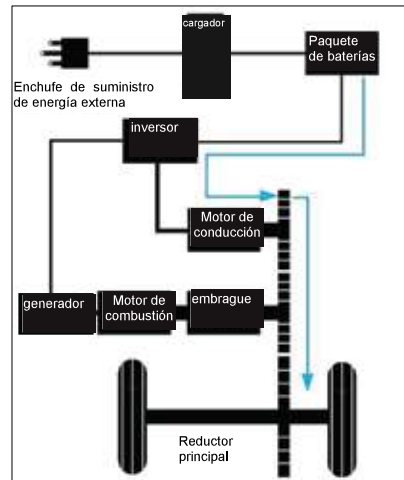 cargador
Paquete
de baterías
Enchufe de suministro
de energía externa
inversor
Motor de
conducción
generador
Motor de
combustión
embrague
Reductor
principal